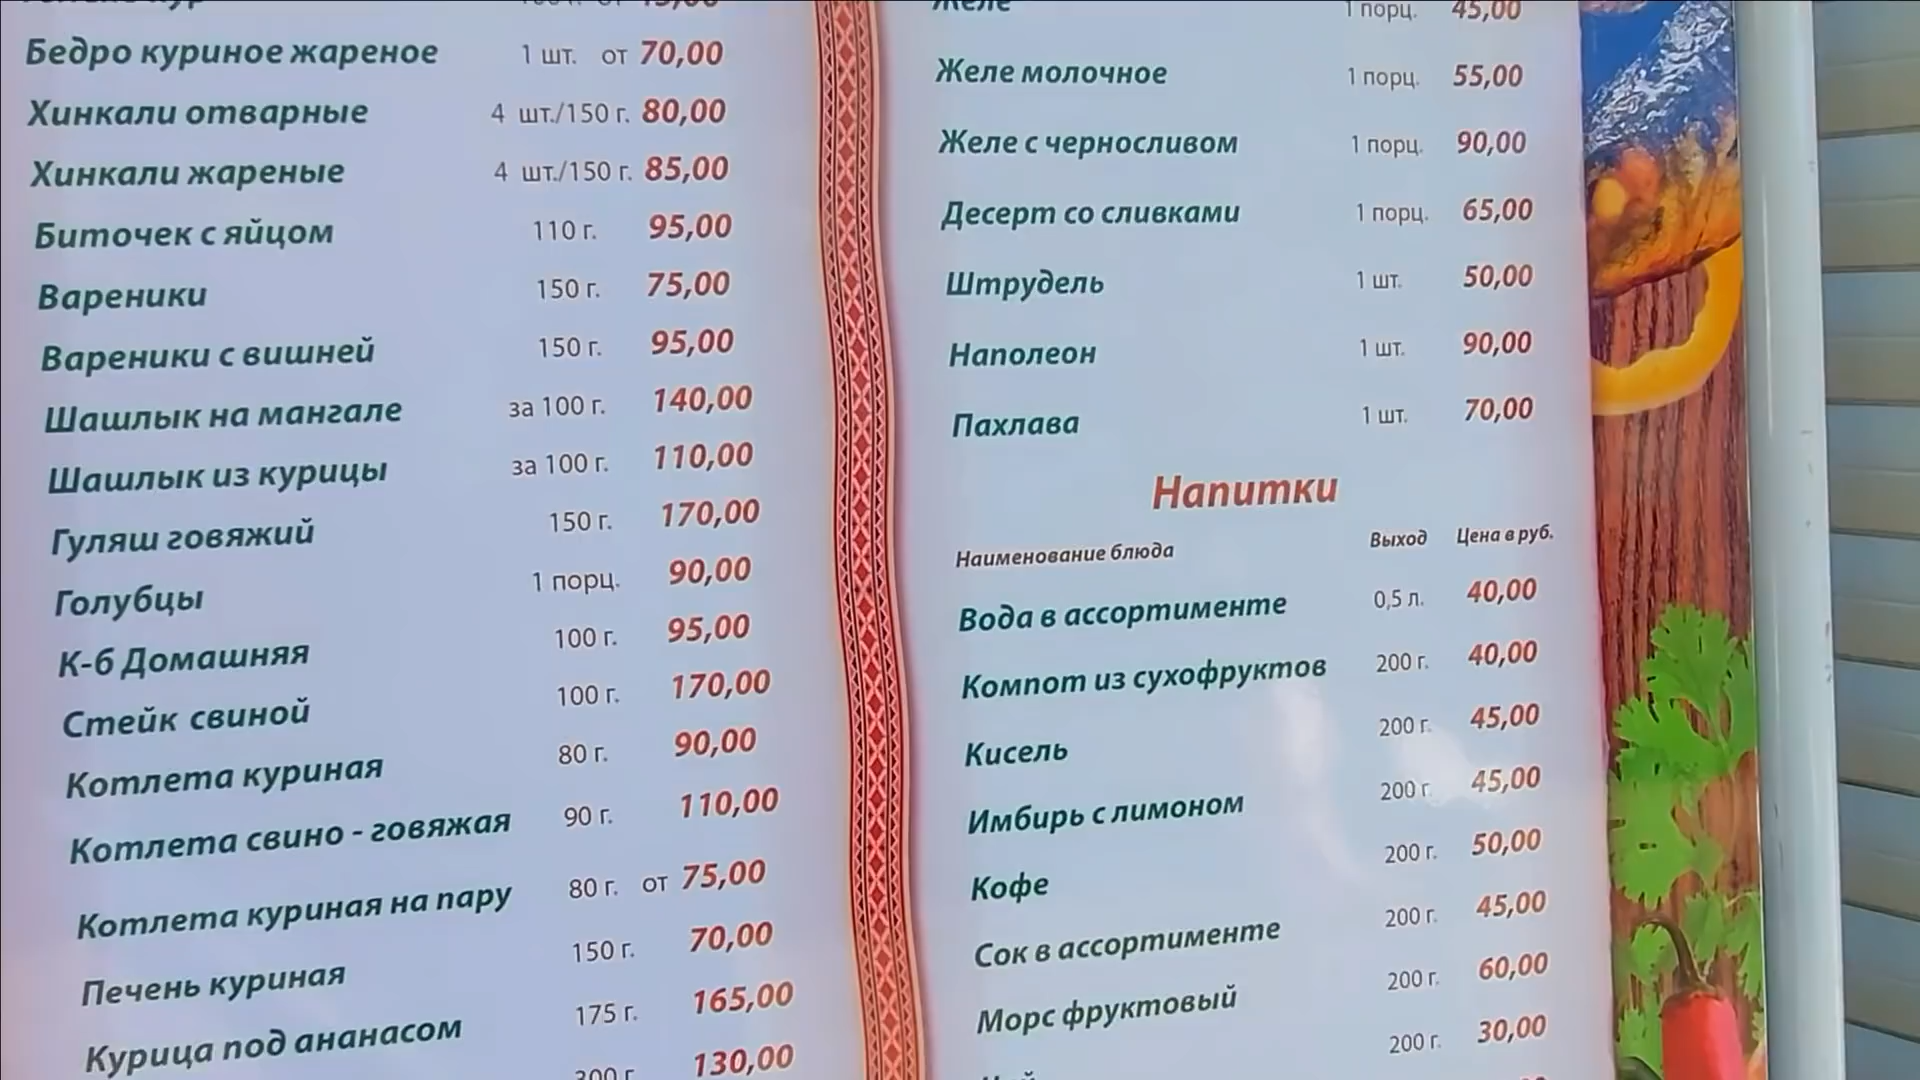 Бедро куриное жареное 1 шт. от 70,00
Хинкали отварные 4 шт./150 г. 80,00
Хинкали жареные 4 шт./150 г. 85,00
Биточек с яйцом 110 г. 95,00
Вареники 150 г. 75,00
Вареники с вишней 150 г. 95,00
Шашлык на мангале за 100 г. 140,00
Шашлык из курицы за 100 г. 110,00
Гуляш говяжий 150 г. 170,00
Голубцы 1 порц. 90,00
К-б Домашняя 100 г. 95,00
Стейк свиной 100 г. 170,00
Котлета куриная 80 г. 90,00
Котлета свино - говяжая 90 г. 110,00
Котлета куриная на пару 80 г. от 75,00
Печень куриная 150 г. 70,00
Курица под ананасом 175 г. 165,00
130,00
Желе 1 порц. 45,00
Желе молочное 1 порц. 55,00
Желе с черносливом 1 порц. 90,00
Десерт со сливками 1 порц. 65,00
Штрудель 1 шт. 50,00
Наполеон 1 шт. 90,00
Пахлава 1 шт. 70,00
Напитки
Наименование блюда Выход Цена в руб.
Вода в ассортименте 0,5 л. 40,00
Компот из сухофруктов 200 г. 40,00
Кисель 200 г. 45,00
Имбирь с лимоном 200 г. 45,00
Кофе 200 г. 50,00
Сок в ассортименте 200 г. 45,00
Морс фруктовый 200 г. 60,00
200 г. 30,00